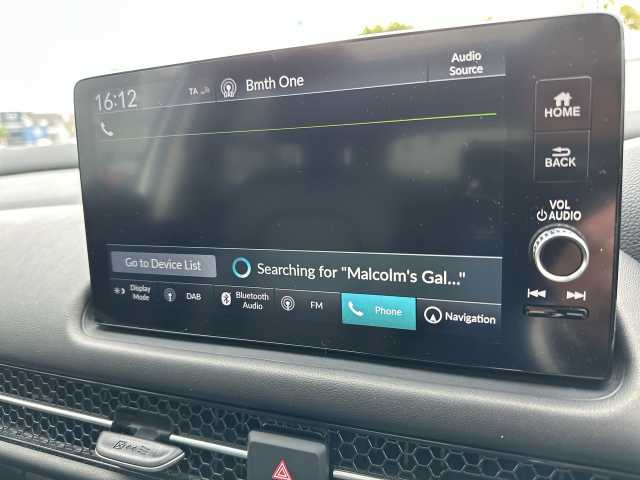 16:12
TA
DAB
Bmth One
Audio
Source
HOME
BACK
VOL
AUDIO
Go to Device List
Searching for "Malcolm's Gal..."
Display
Mode
DAB
Bluetooth
Audio
FM
Phone
Navigation